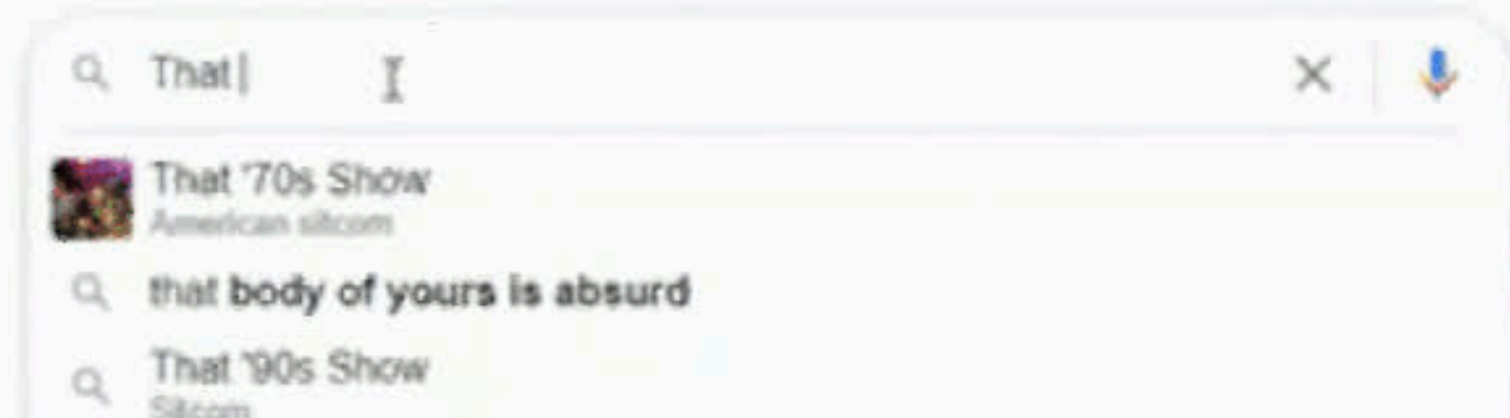 That
That '70s Show
American sitcom
that body of yours is absurd
That '90s Show
Sitcom